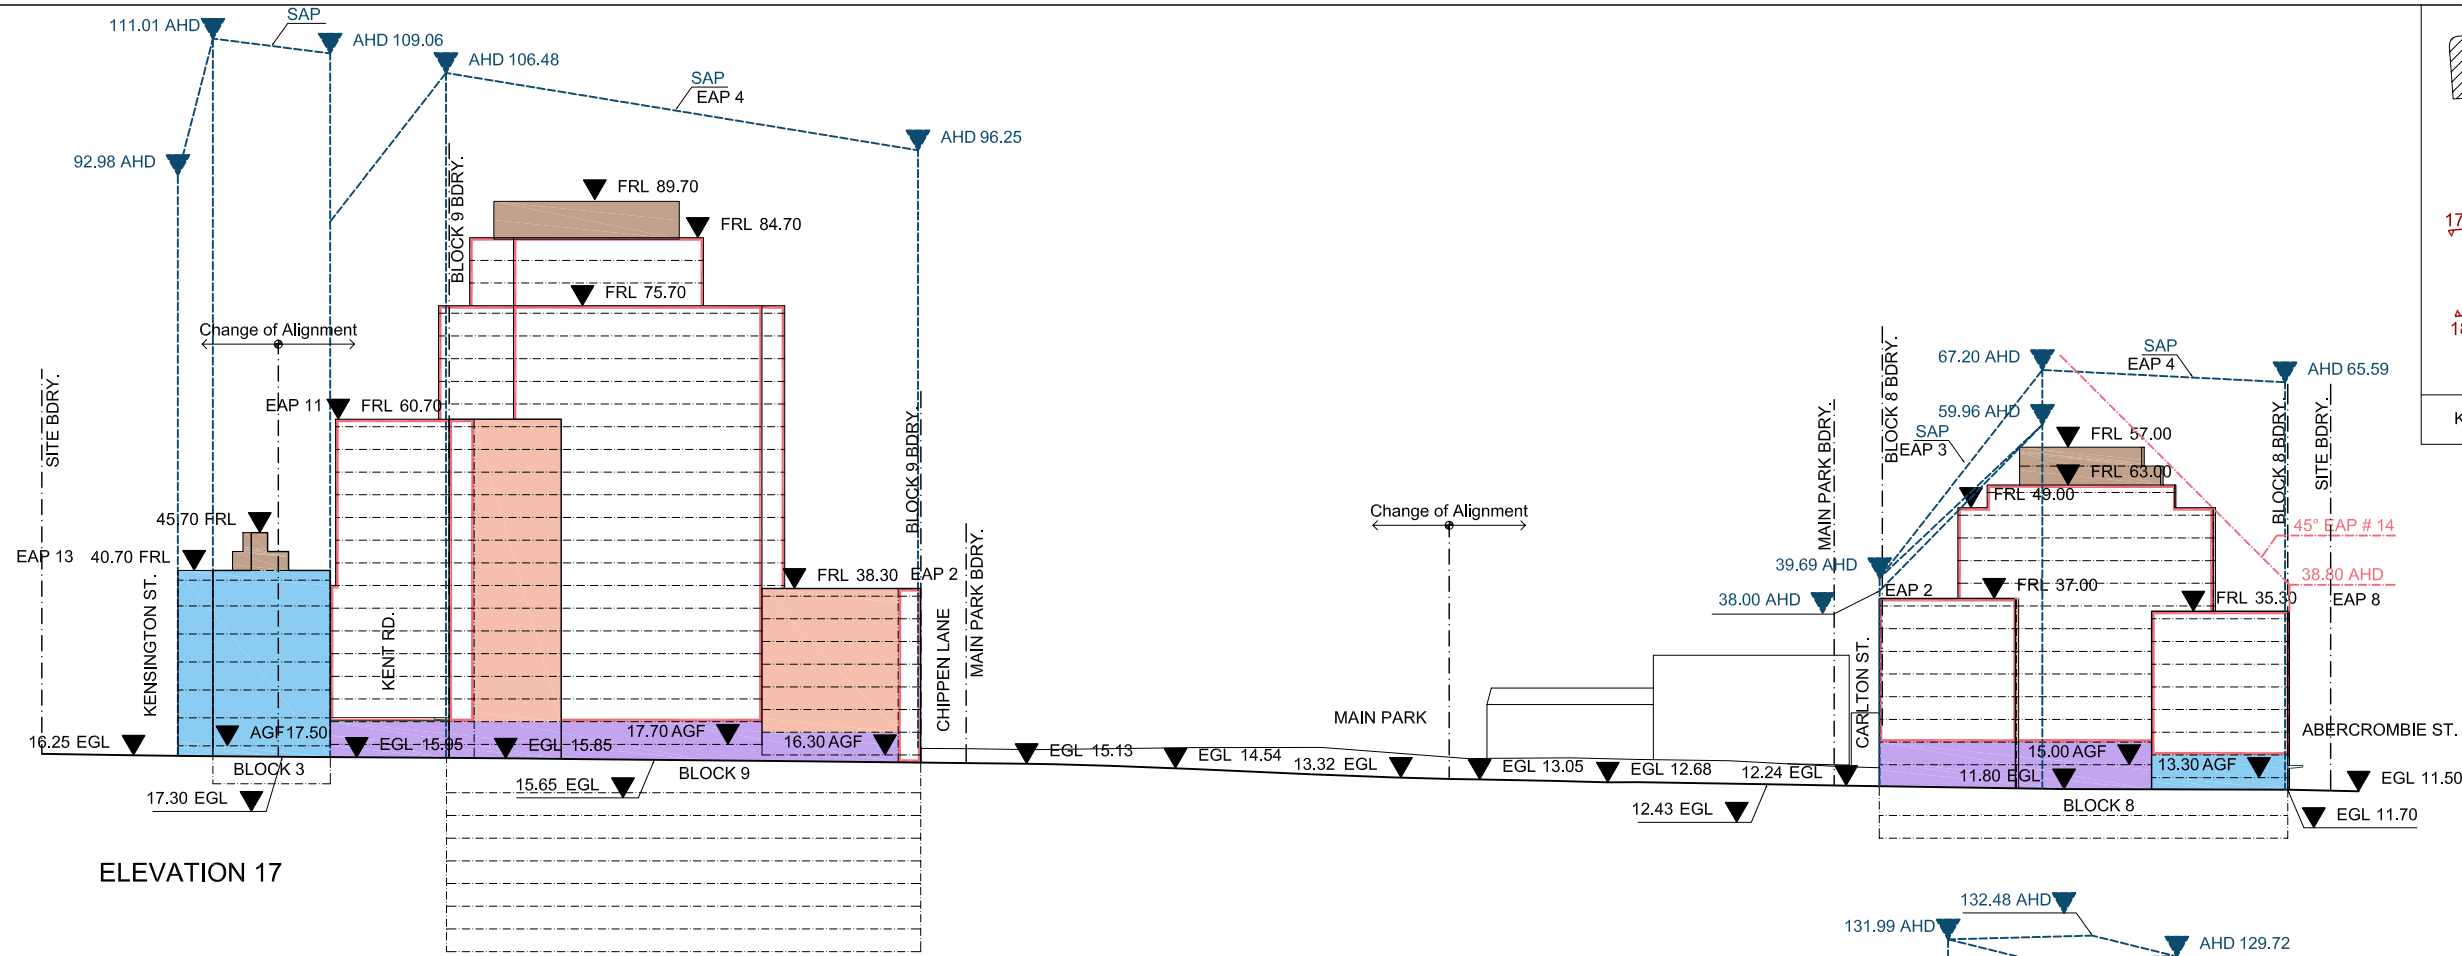 111.01 AHD
SAP
AHD 109.06
AHD 106.48
SAP
EAP 4
AHD 96.25
92.98 AHD
BLOCK 9 BDRY.
FRL 89.70
FRL 84.70
FRL 75.70
Change of Alignment
SITE BDRY.
EAP 11
FRL 60.70
45.70 FRL
EAP 13
40.70 FRL
KENSINGTON ST.
KENT RD.
FRL 38.30
EAP 2
BLOCK 9 BDRY.
CHIPPEN LANE
MAIN PARK BDRY.
16.25 EGL
AGF 17.50
EGL 15.95
EGL 15.85
17.70 AGF
16.30 AGF
BLOCK 3
BLOCK 9
17.30 EGL
15.65 EGL
EGL 15.13
EGL 14.54
13.32 EGL
EGL 13.05
EGL 12.68
12.24 EGL
12.43 EGL
MAIN PARK
Change of Alignment
MAIN PARK BDRY.
BLOCK 8 BDRY.
CARLTON ST.
67.20 AHD
SAP
EAP 4
AHD 65.59
59.96 AHD
SAP
EAP 3
FRL 57.00
FRL 63.00
FRL 49.00
BLOCK 8 BDRY.
SITE BDRY.
45° EAP # 14
39.69 AHD
38.80 AHD
38.00 AHD
EAP 2
FRL 37.00
FRL 35.30
EAP 8
ABERCROMBIE ST.
15.00 AGF
13.30 AGF
11.80 EGL
EGL 11.50
BLOCK 8
EGL 11.70
ELEVATION 17
132.48 AHD
131.99 AHD
AHD 129.72
17
18
K